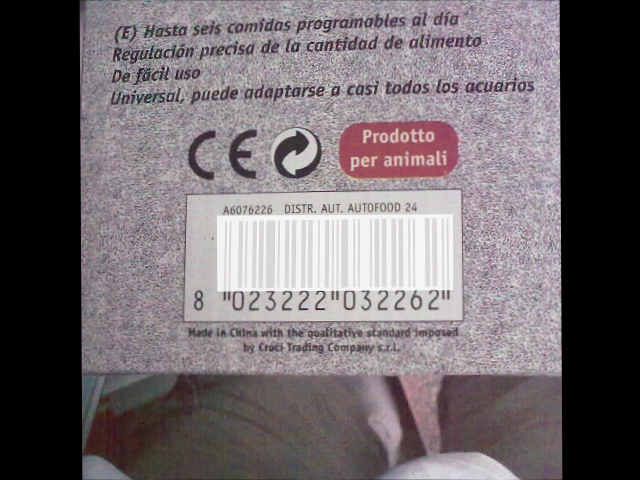 (E) Hasta seis comidas programables al día
Regulación precisa de la cantidad de alimento
De fácil uso
Universal, puede adaptarse a casi todos los acuarios
CE
Prodotto
per animali
A6076226 DISTR. AUT. AUTOFOOD 24
8 "023222"032262"
Made in China with the qualitative standard imposed
by Croci Trading Company s.r.l.